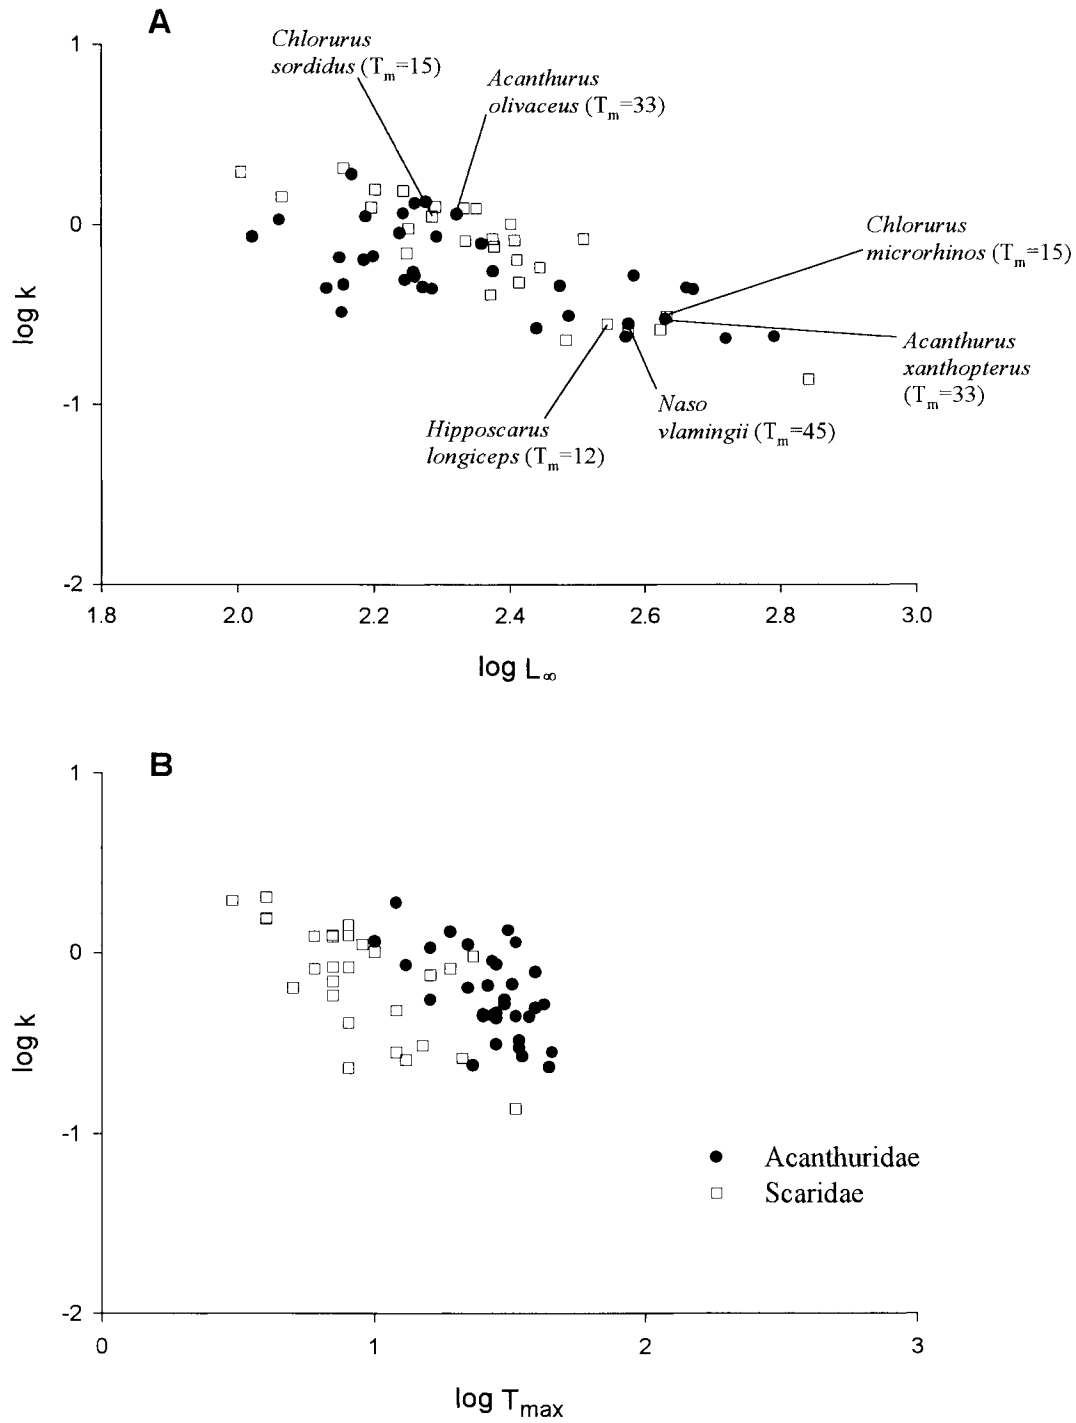 A
1
0
-1
-2
log k
Chlorurus
sordidus (Tm=15)
Acanthurus
olivaceus (Tm=33)
Chlorurus
microrhinos (Tm=15)
Acanthurus
xanthopterus
(Tm=33)
Naso
vlamingii (Tm=45)
Hipposcarus
longiceps (Tm=12)
1.8 2.0 2.2 2.4 2.6 2.8 3.0
log L∞
B
1
0
-1
-2
log k
Acanthuridae
Scaridae
0 1 2 3
log Tmax